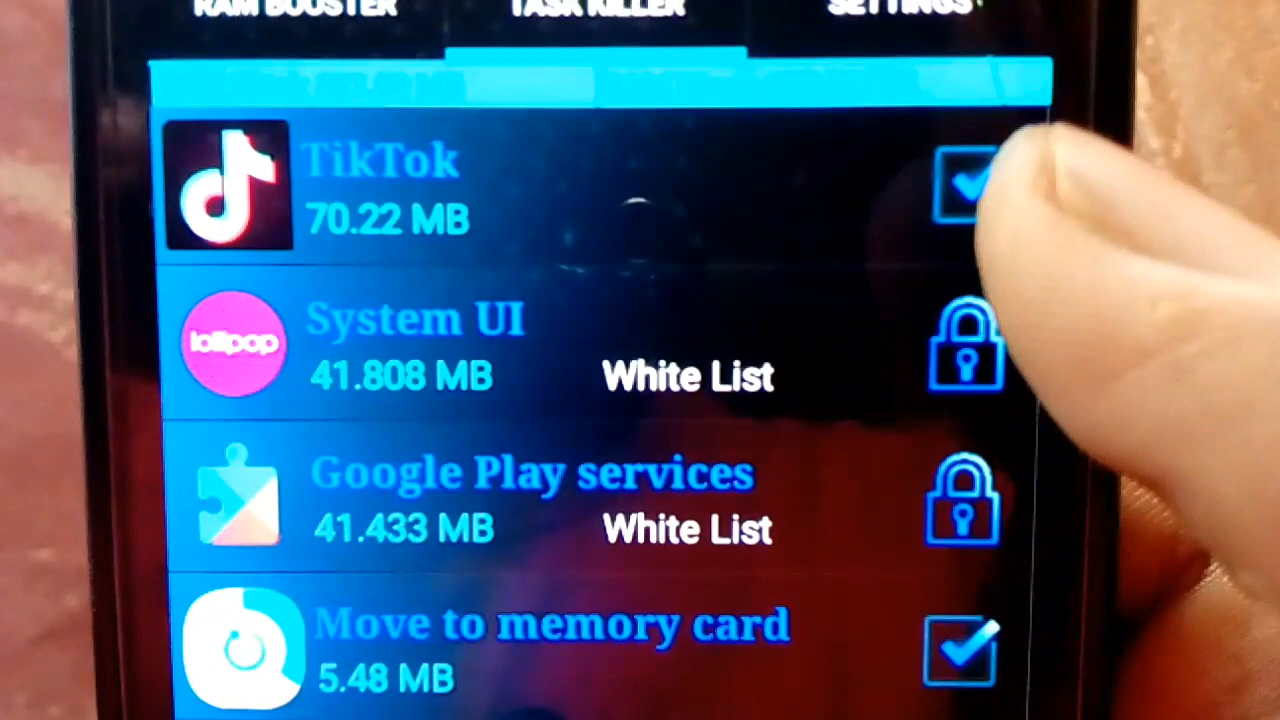 RAM BOOSTER TASK KILLER SETTINGS
TikTok
70.22 MB
lollipop
System UI
41.808 MB White List
Google Play services
41.433 MB White List
Move to memory card
5.48 MB